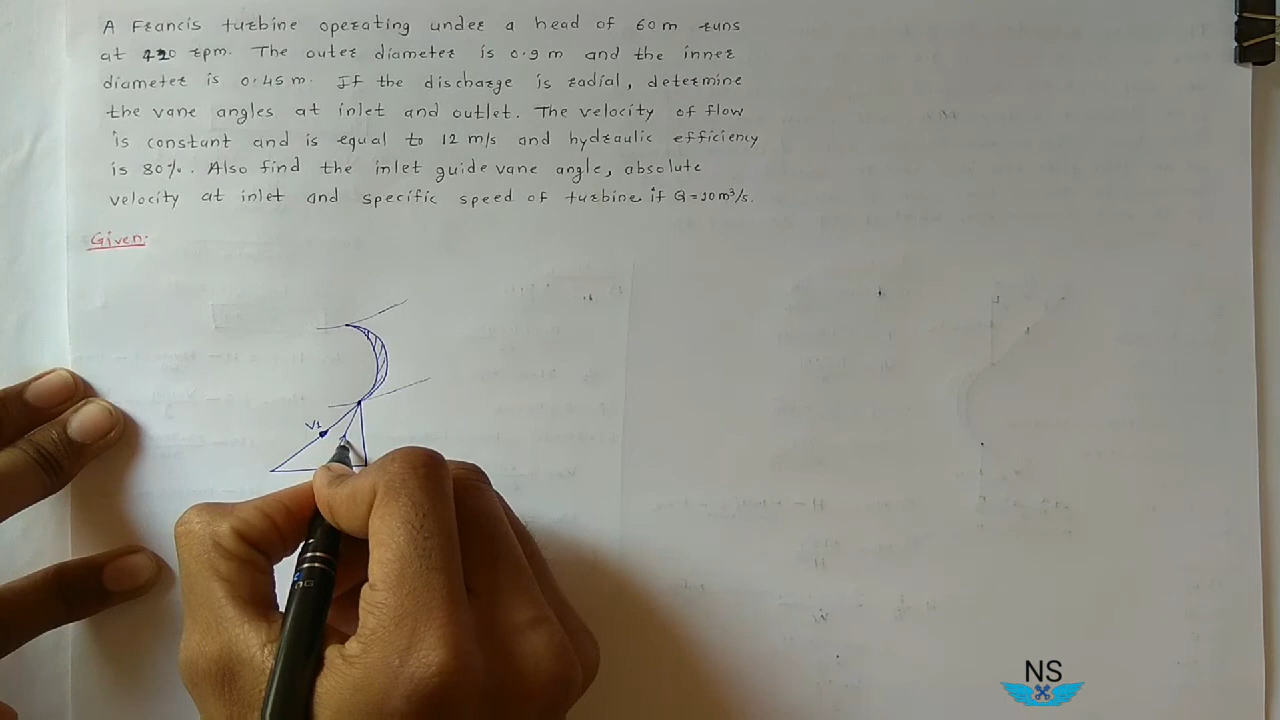 A Francis turbine operating under a head of 60 m runs
at 420 rpm. The outer diameter is 0.9 m and the inner
diameter is 0.45 m. If the discharge is radial, determine
the vane angles at inlet and outlet. The velocity of flow
is constant and is equal to 12 m/s and hydraulic efficiency
is 80%. Also find the inlet guide vane angle, absolute
velocity at inlet and specific speed of turbine if Q = 10 m³/s.
Given:
V1
NS